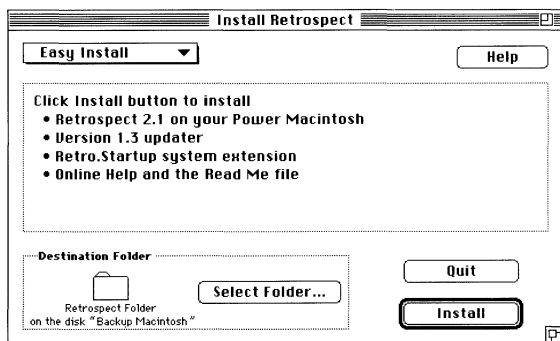 Install Retrospect
Easy Install
Help
Click Install button to install
• Retrospect 2.1 on your Power Macintosh
• Version 1.3 updater
• Retro.Startup system extension
• Online Help and the Read Me file
Destination Folder
Retrospect Folder
on the disk “Backup Macintosh”
Select Folder...
Quit
Install